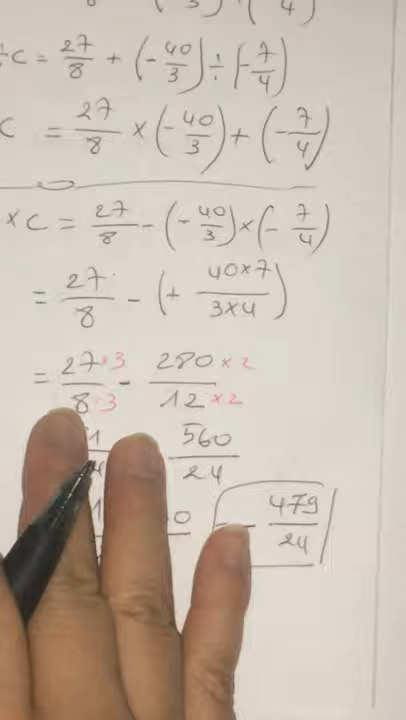 ÷C = 27/8 + (-40/3) ÷ (-7/4)
C = 27/8 × (-40/3) + (-7/4)
×C = 27/8 - (-40/3) × (-7/4)
= 27/8 - (+ 40×7/3×4)
= 27×3/8×3 - 280×2/12×2
560/24
- 479/24